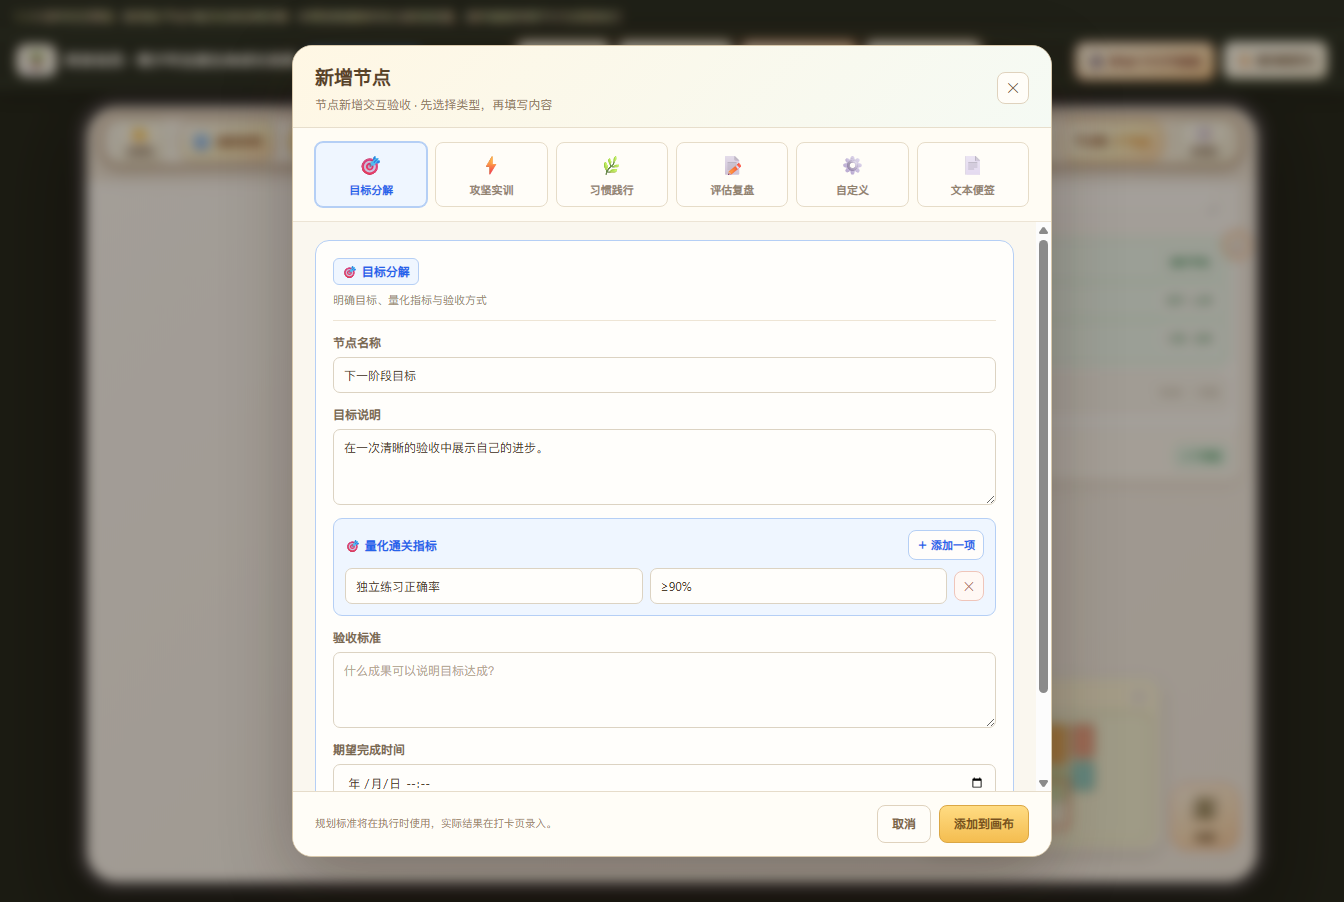 新增节点
节点新增交互验收 · 先选择类型，再填写内容
目标分解
攻坚实训
习惯践行
评估复盘
自定义
文本便签
目标分解
明确目标、量化指标与验收方式
节点名称
下一阶段目标
目标说明
在一次清晰的验收中展示自己的进步。
量化通关指标
+ 添加一项
独立练习正确率
≥90%
验收标准
什么成果可以说明目标达成?
期望完成时间
年 /月/日 --:--
规划标准将在执行时使用，实际结果在打卡页录入。
取消
添加到画布